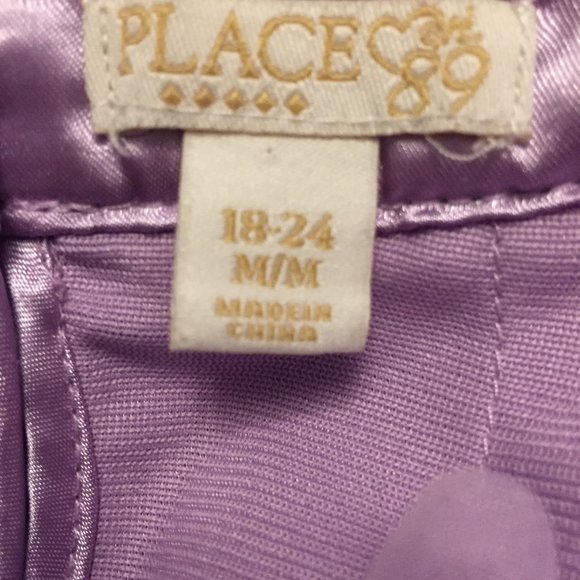 PLACE est. 89
18-24
M/M
MADE IN
CHINA